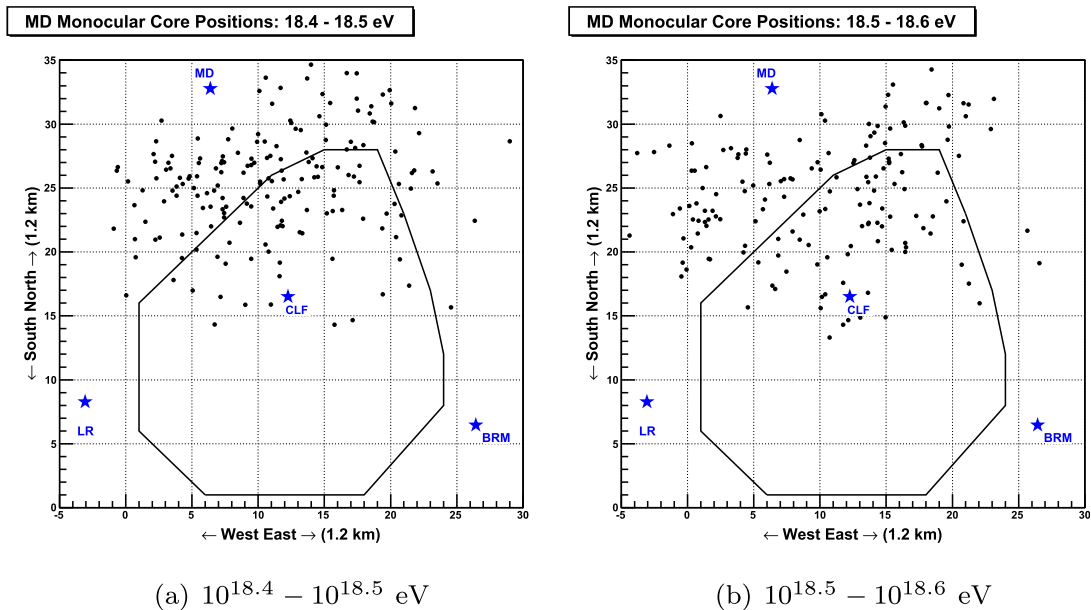 MD Monocular Core Positions: 18.4 - 18.5 eV
35
30
25
20
15
10
5
0
-5 0 5 10 15 20 25 30
← South North → (1.2 km)
← West East → (1.2 km)
MD
CLF
LR
BRM
(a) 10^18.4 − 10^18.5 eV
MD Monocular Core Positions: 18.5 - 18.6 eV
35
30
25
20
15
10
5
0
-5 0 5 10 15 20 25 30
← South North → (1.2 km)
← West East → (1.2 km)
MD
CLF
LR
BRM
(b) 10^18.5 − 10^18.6 eV